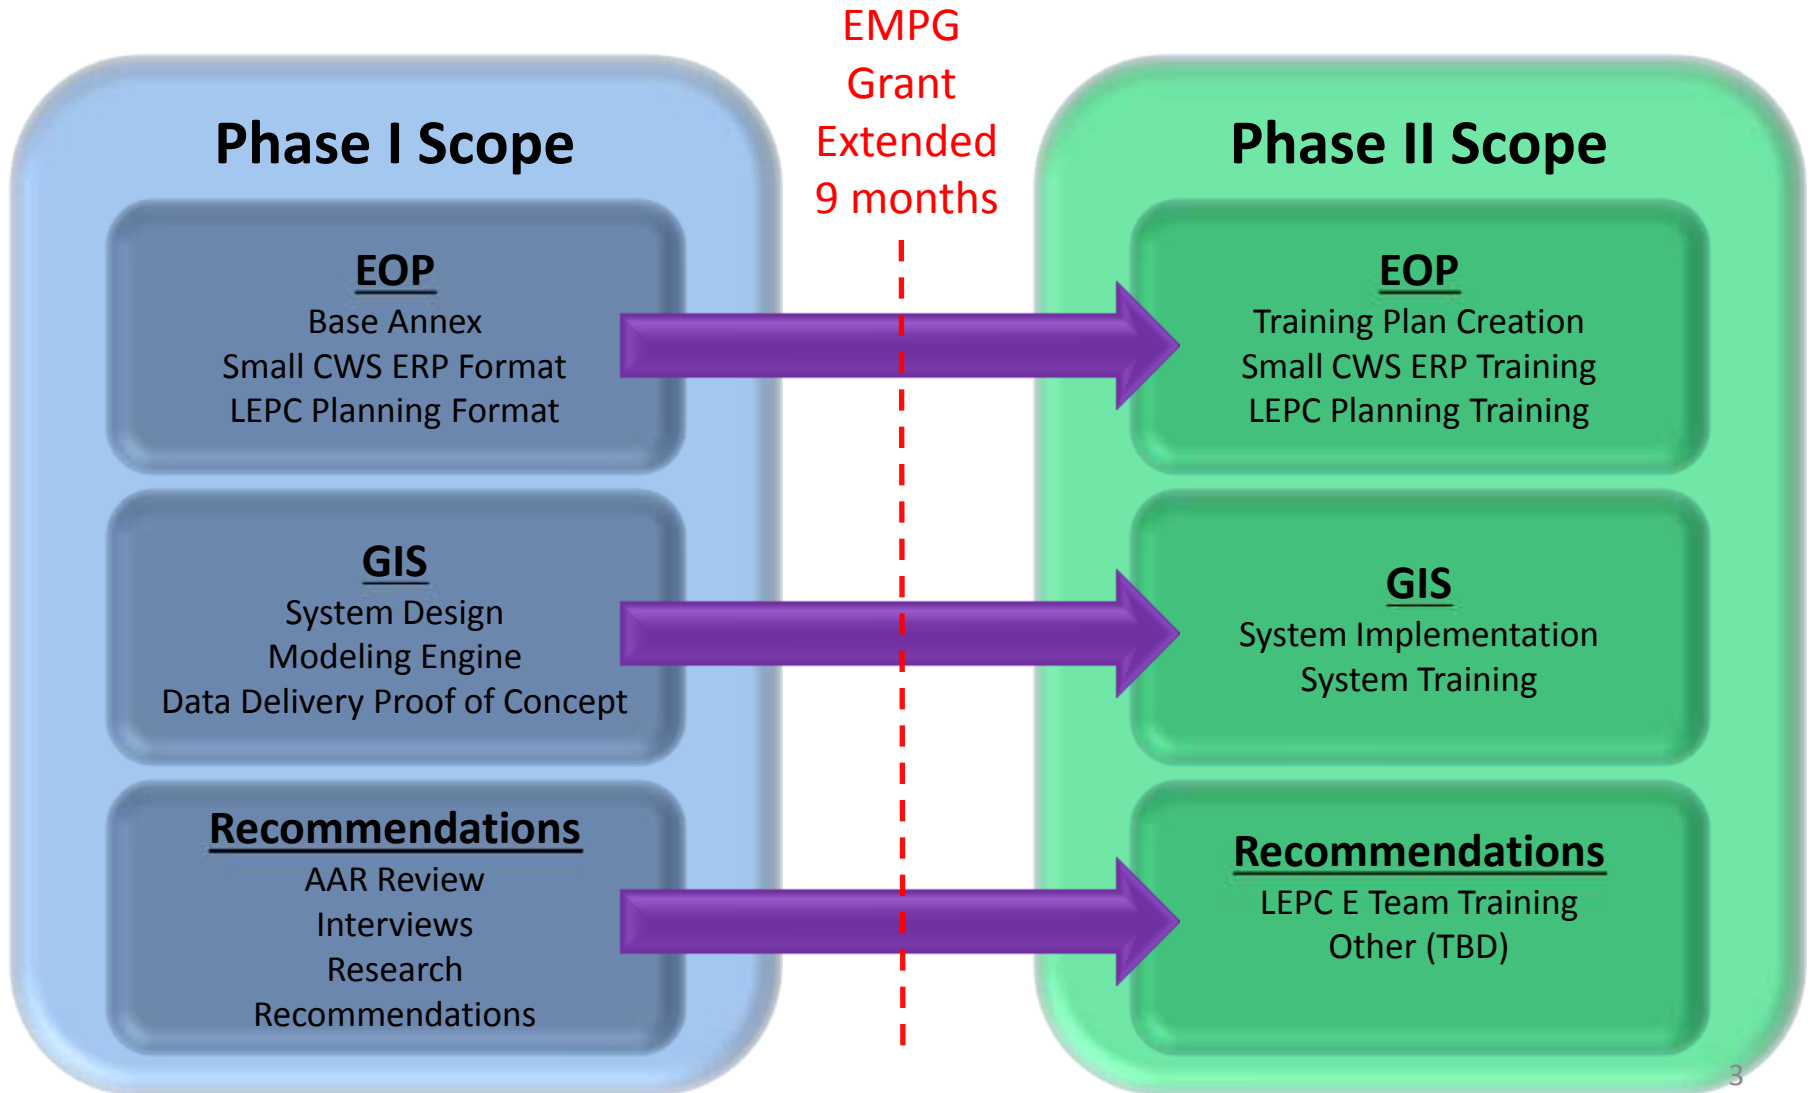 EMPG
Grant
Extended
9 months
Phase I Scope
EOP
Base Annex
Small CWS ERP Format
LEPC Planning Format
GIS
System Design
Modeling Engine
Data Delivery Proof of Concept
Recommendations
AAR Review
Interviews
Research
Recommendations
Phase II Scope
EOP
Training Plan Creation
Small CWS ERP Training
LEPC Planning Training
GIS
System Implementation
System Training
Recommendations
LEPC E Team Training
Other (TBD)
3